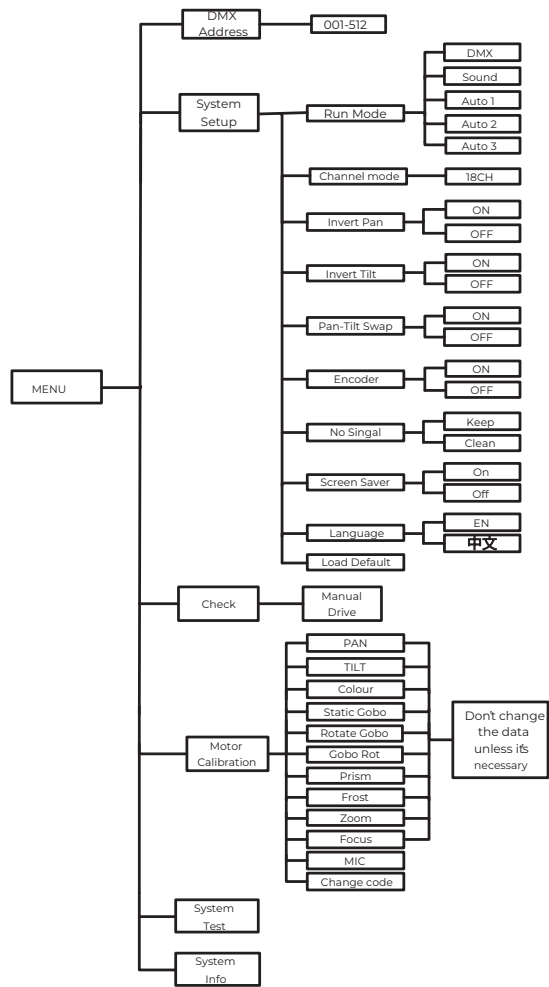 DMX
Address
001-512
System
Setup
Run Mode
DMX
Sound
Auto 1
Auto 2
Auto 3
Channel mode
18CH
Invert Pan
ON
OFF
Invert Tilt
ON
OFF
Pan-Tilt Swap
ON
OFF
MENU
Encoder
ON
OFF
No Singal
Keep
Clean
Screen Saver
On
Off
Language
EN
中文
Load Default
Check
Manual
Drive
Motor
Calibration
PAN
TILT
Colour
Static Gobo
Rotate Gobo
Gobo Rot
Prism
Frost
Zoom
Focus
MIC
Change code
Don't change
the data
unless it's
necessary
System
Test
System
Info